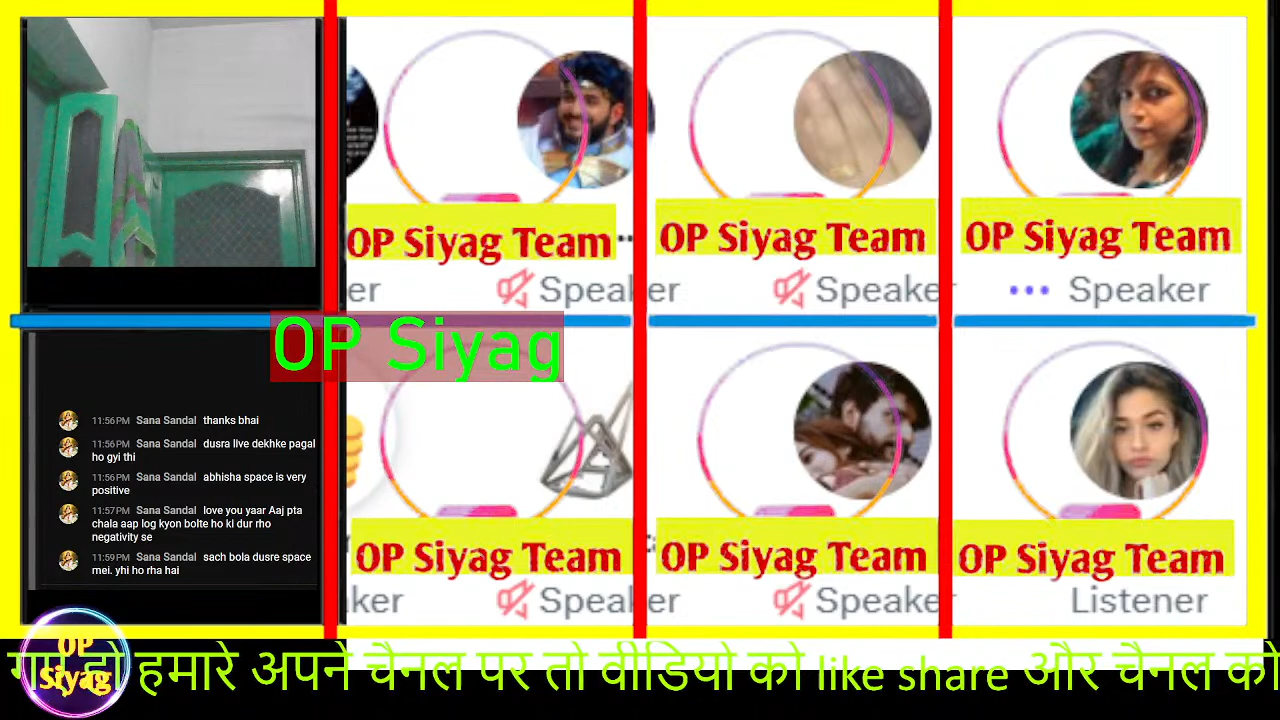 OP Siyag Team
OP Siyag Team
OP Siyag Team
er
Speaker
Speaker
Speaker
OP Siyag
11:56PM Sana Sandal thanks bhai
11:56PM Sana Sandal dusra live dekhke pagal
ho gyi thi
11:56PM Sana Sandal abhisha space is very
positive
11:57PM Sana Sandal love you yaar Aaj pta
chala aap log kyon bolte ho ki dur rho
negativity se
11:59PM Sana Sandal sach bola dusre space
mei. yhi ho rha hai
OP Siyag Team
OP Siyag Team
OP Siyag Team
ker
Speaker
Speaker
Listener
OP
Siyag
हो हमारे अपने चैनल पर तो वीडियो को like share और चैनल को